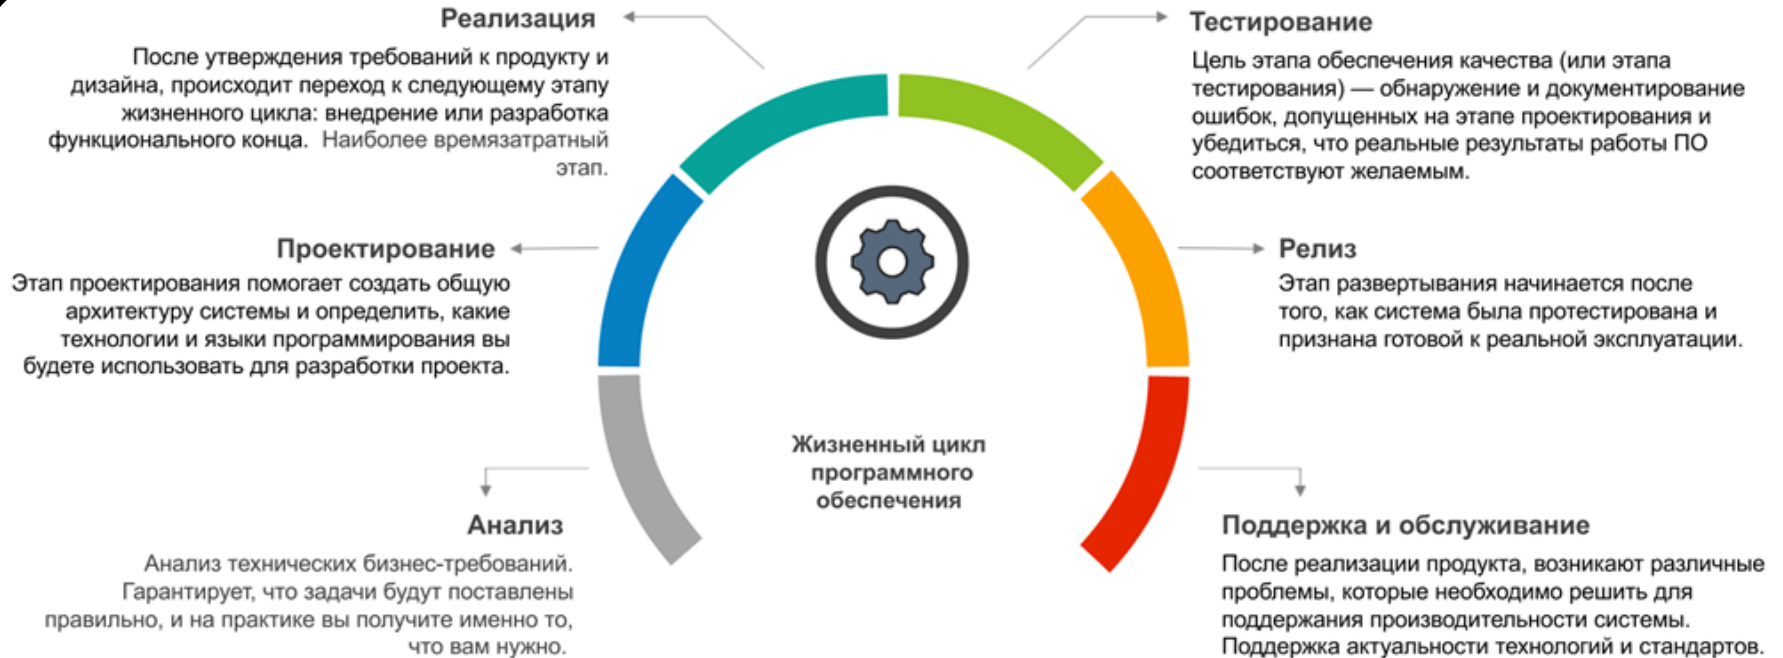 Реализация
После утверждения требований к продукту и
дизайна, происходит переход к следующему этапу
жизненного цикла: внедрение или разработка
функционального конца. Наиболее времязатратный
этап.
Проектирование
Этап проектирования помогает создать общую
архитектуру системы и определить, какие
технологии и языки программирования вы
будете использовать для разработки проекта.
Анализ
Анализ технических бизнес-требований.
Гарантирует, что задачи будут поставлены
правильно, и на практике вы получите именно то,
что вам нужно.
Жизненный цикл
программного
обеспечения
Тестирование
Цель этапа обеспечения качества (или этапа
тестирования) — обнаружение и документирование
ошибок, допущенных на этапе проектирования и
убедиться, что реальные результаты работы ПО
соответствуют желаемым.
Релиз
Этап развертывания начинается после
того, как система была протестирована и
признана готовой к реальной эксплуатации.
Поддержка и обслуживание
После реализации продукта, возникают различные
проблемы, которые необходимо решить для
поддержания производительности системы.
Поддержка актуальности технологий и стандартов.